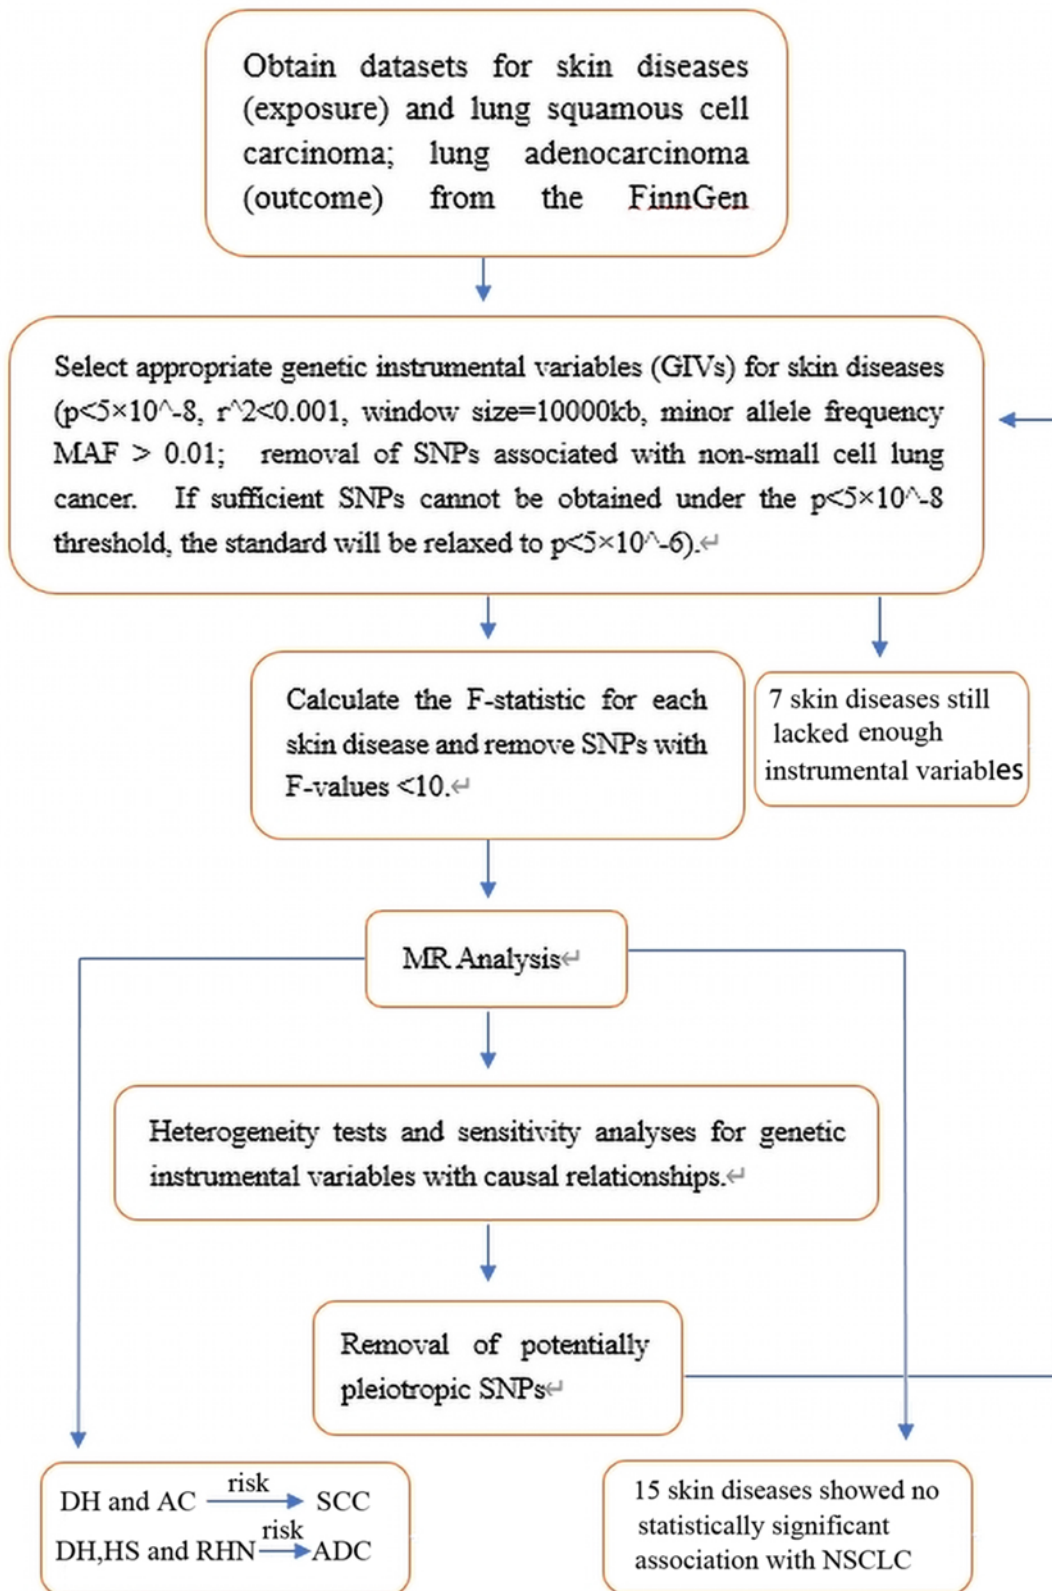 Obtain datasets for skin diseases
(exposure) and lung squamous cell
carcinoma; lung adenocarcinoma
(outcome) from the FinnGen
Select appropriate genetic instrumental variables (GIVs) for skin diseases
(p<5×10^-8, r^2<0.001, window size=10000kb, minor allele frequency
MAF > 0.01; removal of SNPs associated with non-small cell lung
cancer. If sufficient SNPs cannot be obtained under the p<5×10^-8
threshold, the standard will be relaxed to p<5×10^-6).↵
Calculate the F-statistic for each
skin disease and remove SNPs with
F-values <10.↵
7 skin diseases still
lacked enough
instrumental variables
MR Analysis↵
Heterogeneity tests and sensitivity analyses for genetic
instrumental variables with causal relationships.↵
Removal of potentially
pleiotropic SNPs↵
risk
DH and AC SCC
risk
DH,HS and RHN ADC
15 skin diseases showed no
statistically significant
association with NSCLC